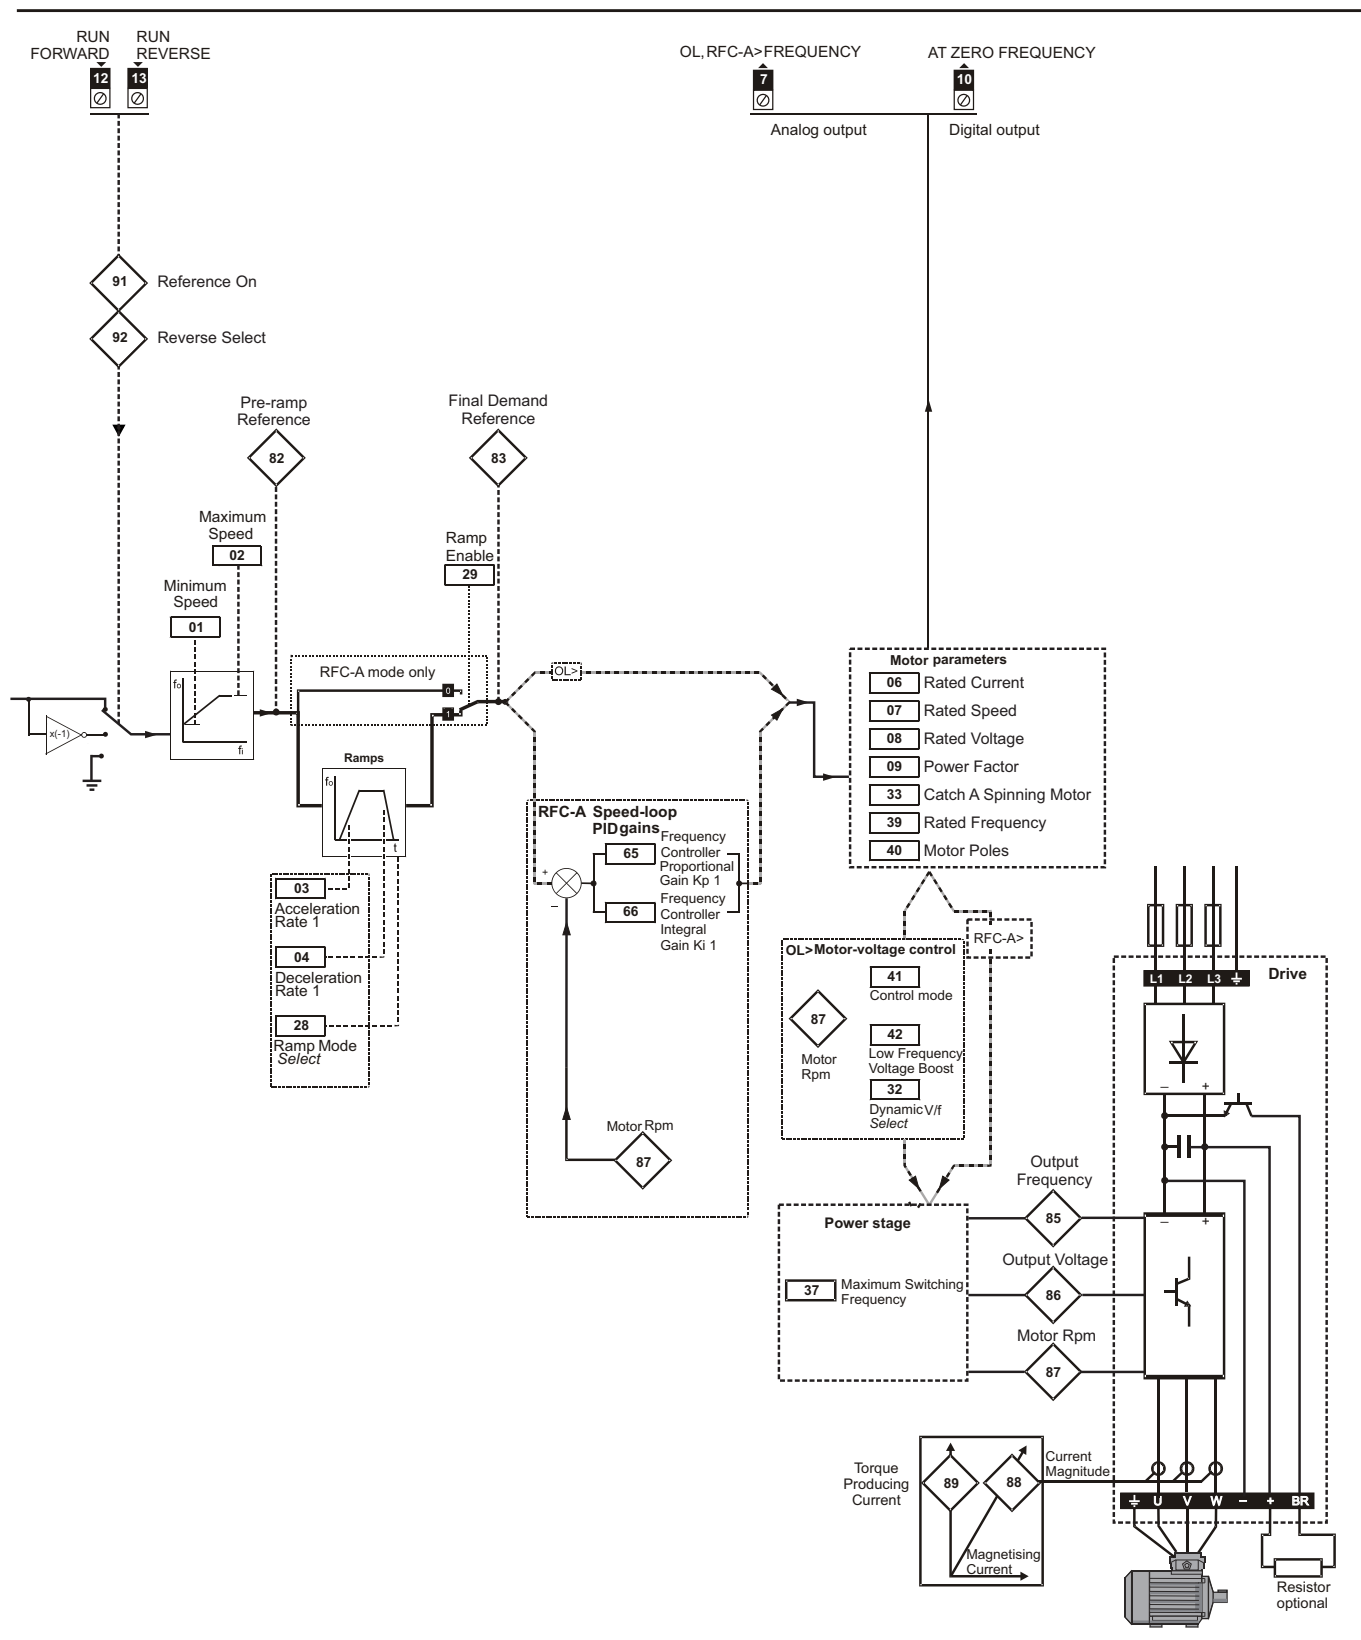 RUN
FORWARD
RUN
REVERSE
12
13
OL, RFC-A>FREQUENCY
AT ZERO FREQUENCY
7
10
Analog output
Digital output
91
Reference On
92
Reverse Select
Pre-ramp
Reference
82
Final Demand
Reference
83
Maximum
Speed
02
Minimum
Speed
01
Ramp
Enable
29
RFC-A mode only
0
1
OL>
x(-1)
fo
fi
Ramps
fo
t
03
Acceleration
Rate 1
04
Deceleration
Rate 1
28
Ramp Mode
Select
RFC-A Speed-loop
PID gains
+
–
65
Frequency
Controller
Proportional
Gain Kp 1
66
Frequency
Controller
Integral
Gain Ki 1
Motor Rpm
87
Motor parameters
06 Rated Current
07 Rated Speed
08 Rated Voltage
09 Power Factor
33 Catch A Spinning Motor
39 Rated Frequency
40 Motor Poles
RFC-A>
OL> Motor-voltage control
41
Control mode
87
Motor
Rpm
42
Low Frequency
Voltage Boost
32
Dynamic V/f
Select
Power stage
37
Maximum Switching
Frequency
Output
Frequency
85
Output Voltage
86
Motor Rpm
87
Drive
L1 L2 L3
– +
– +
Torque
Producing
Current
89
88
Current
Magnitude
Magnetising
Current
U V W – + BR
Resistor
optional